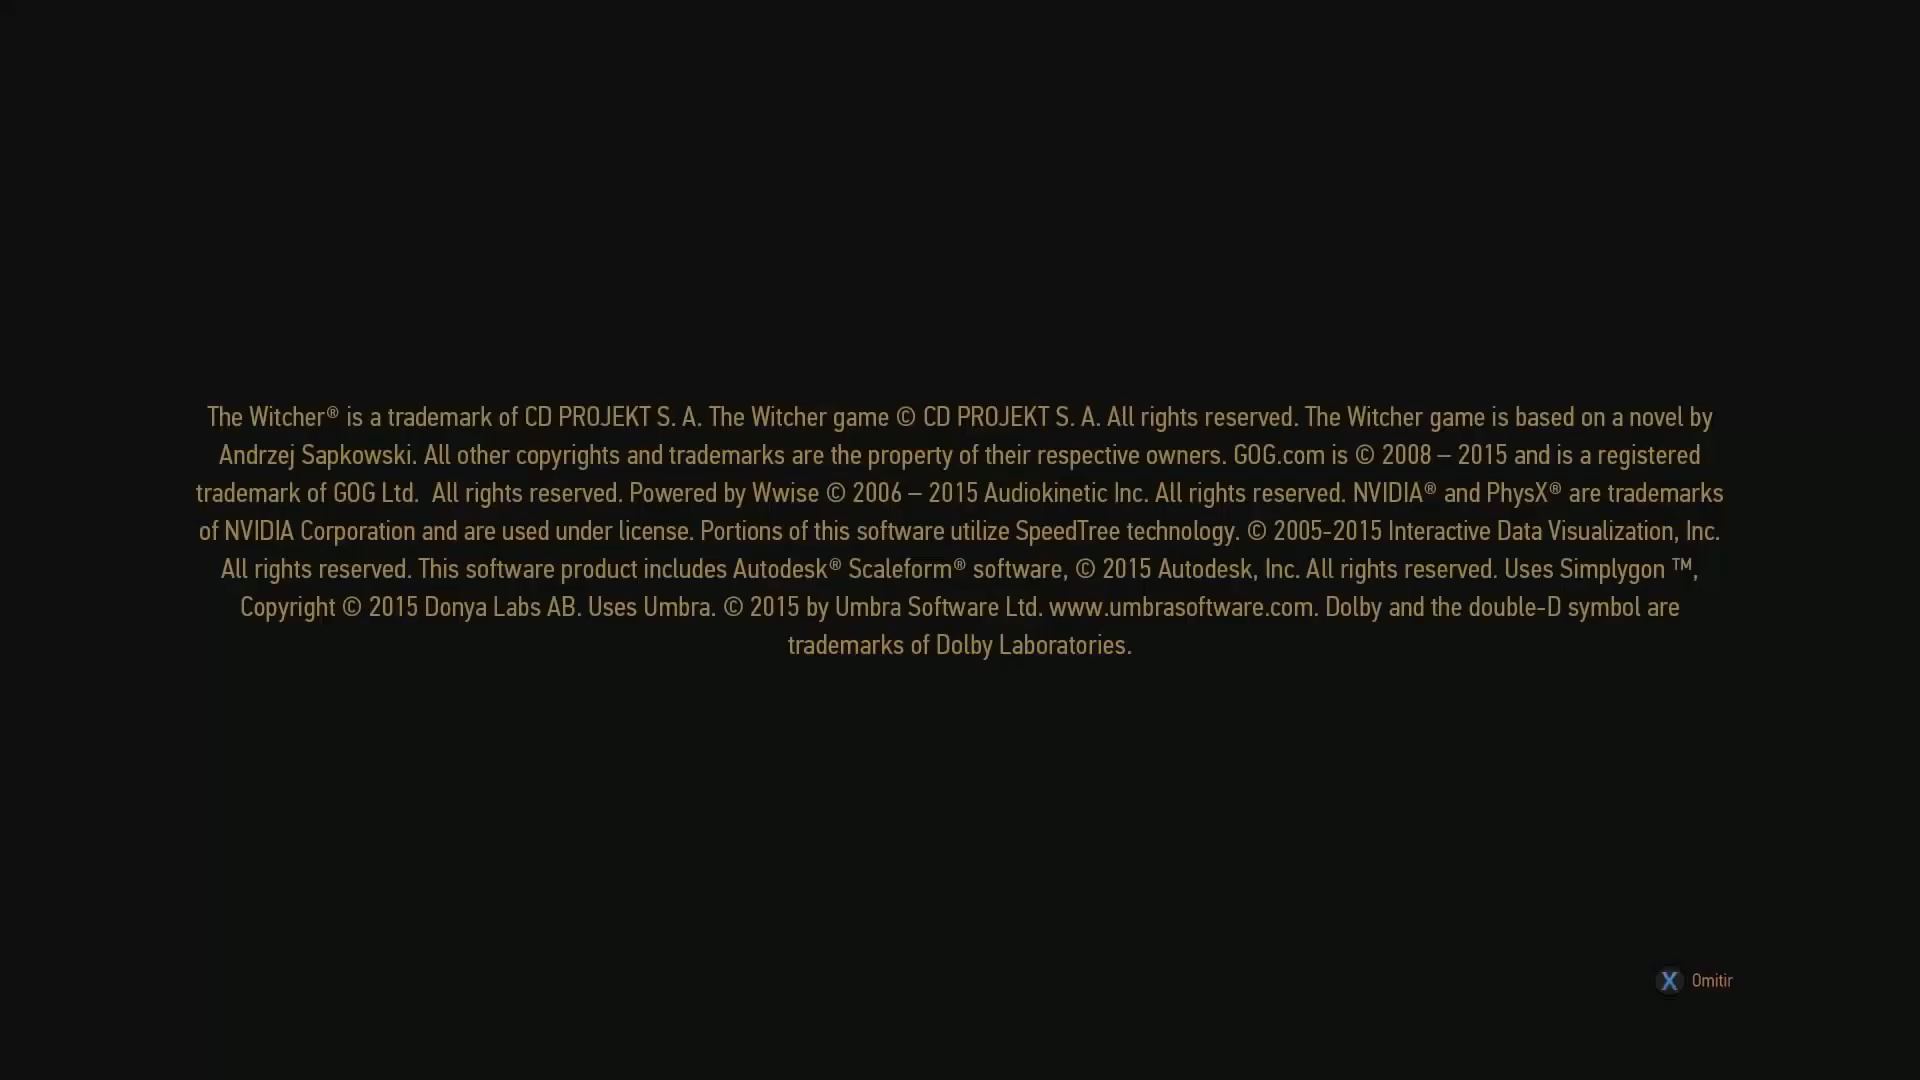 The Witcher® is a trademark of CD PROJEKT S. A. The Witcher game © CD PROJEKT S. A. All rights reserved. The Witcher game is based on a novel by
Andrzej Sapkowski. All other copyrights and trademarks are the property of their respective owners. GOG.com is © 2008 – 2015 and is a registered
trademark of GOG Ltd.  All rights reserved. Powered by Wwise © 2006 – 2015 Audiokinetic Inc. All rights reserved. NVIDIA® and PhysX® are trademarks
of NVIDIA Corporation and are used under license. Portions of this software utilize SpeedTree technology. © 2005-2015 Interactive Data Visualization, Inc.
All rights reserved. This software product includes Autodesk® Scaleform® software, © 2015 Autodesk, Inc. All rights reserved. Uses Simplygon ™,
Copyright © 2015 Donya Labs AB. Uses Umbra. © 2015 by Umbra Software Ltd. www.umbrasoftware.com. Dolby and the double-D symbol are
trademarks of Dolby Laboratories.
X Omitir